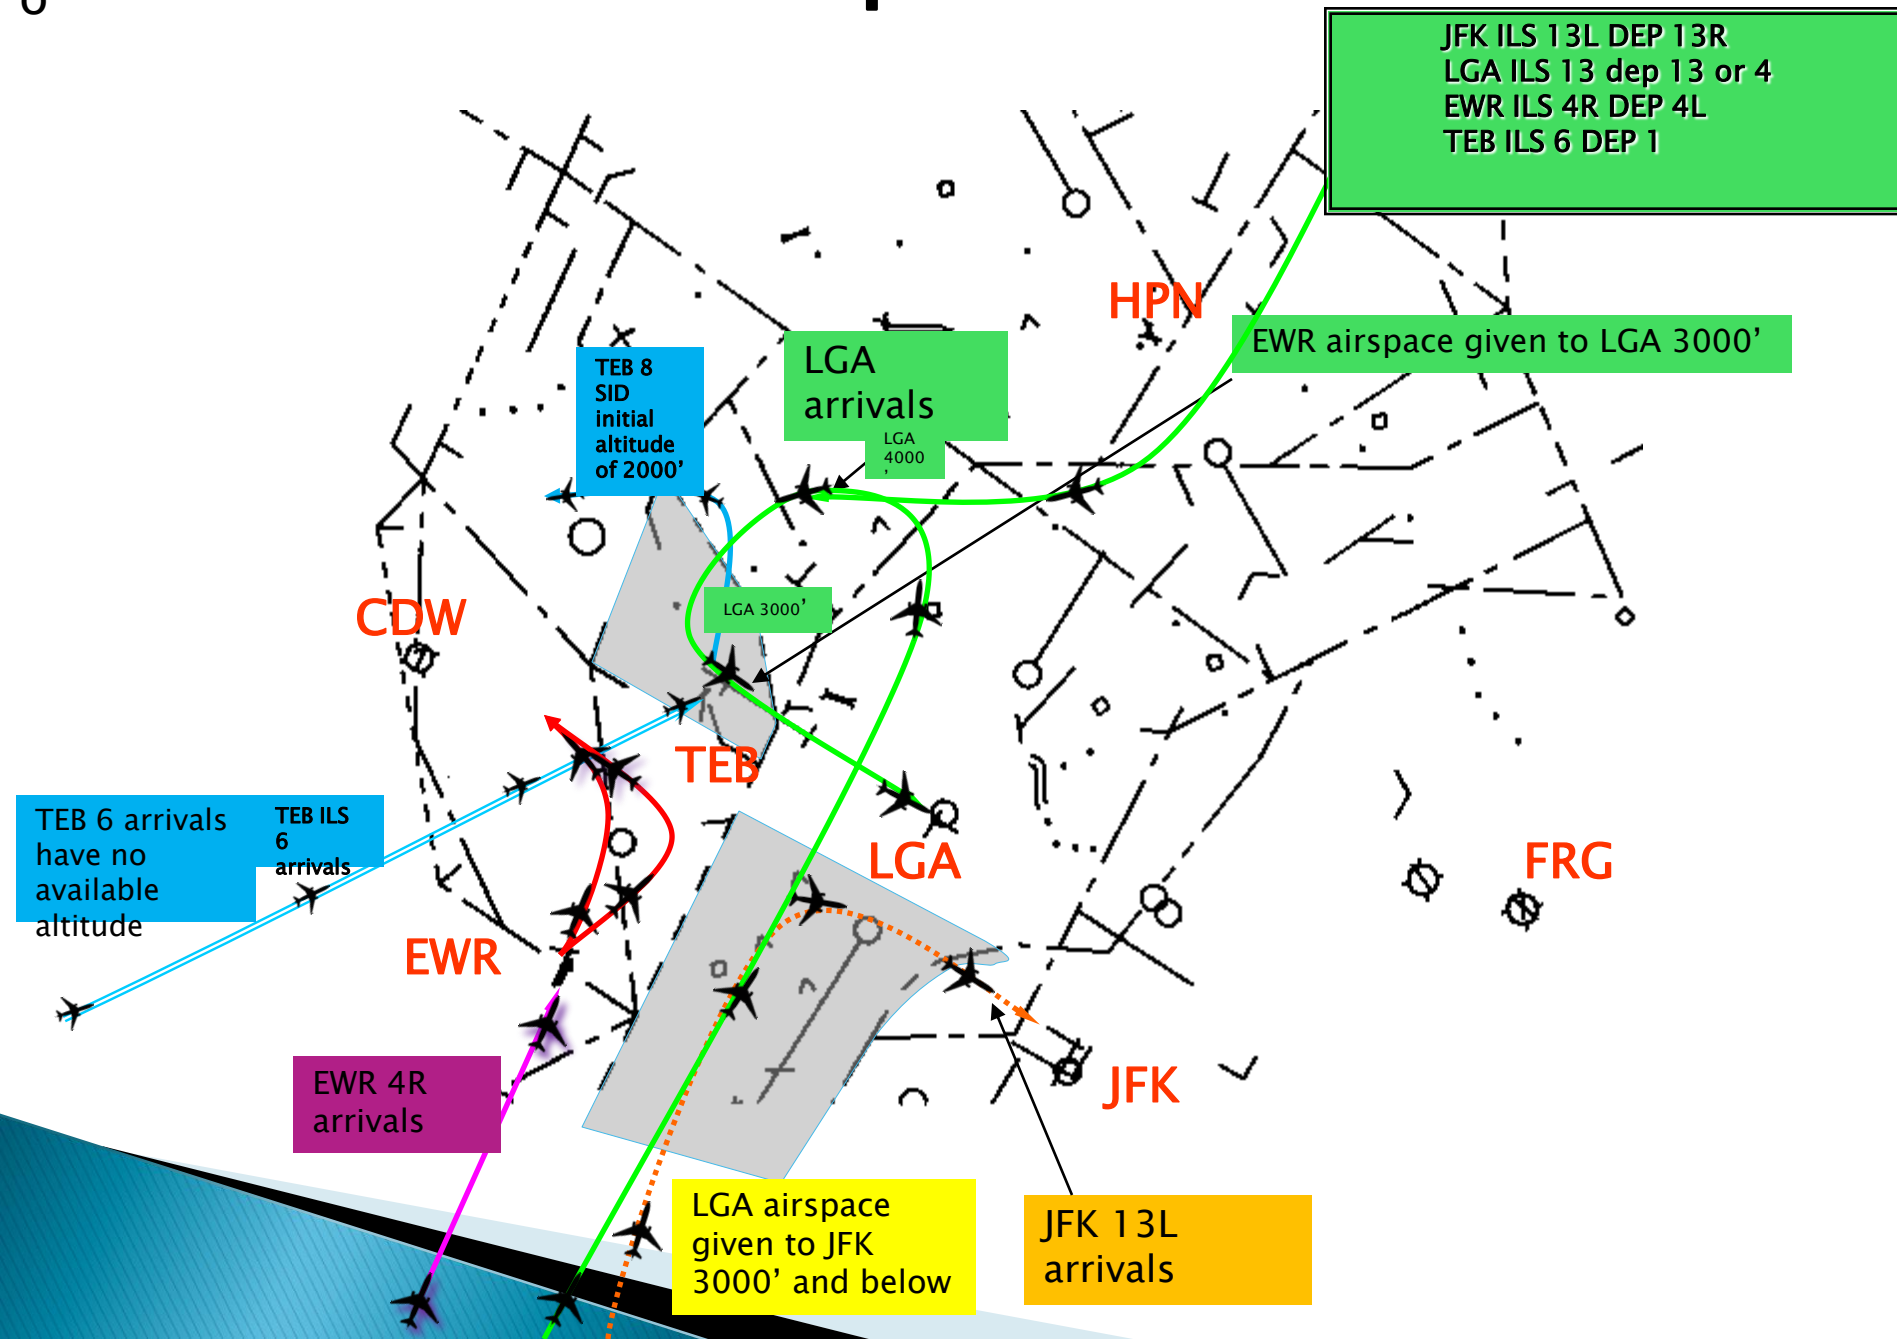 JFK ILS 13L DEP 13R
LGA ILS 13 dep 13 or 4
EWR ILS 4R DEP 4L
TEB ILS 6 DEP 1
HPN
EWR airspace given to LGA 3000’
LGA
arrivals
LGA
4000
’
TEB 8
SID
initial
altitude
of 2000’
CDW
LGA 3000’
TEB
TEB 6 arrivals
have no
available
altitude
TEB ILS
6
arrivals
LGA
FRG
EWR
JFK
EWR 4R
arrivals
LGA airspace
given to JFK
3000’ and below
JFK 13L
arrivals